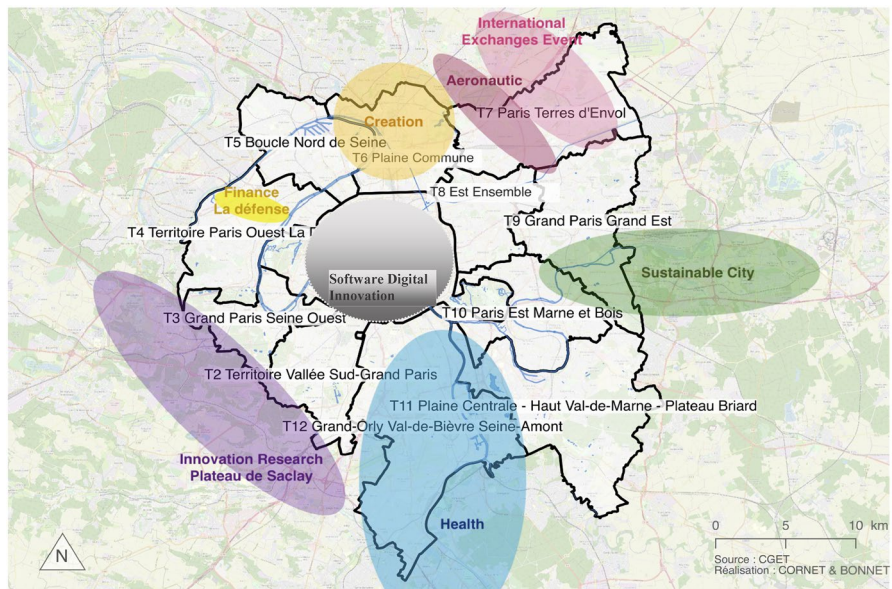 International
Exchanges Event
Aeronautic
T7 Paris Terres d'Envol
Creation
T5 Boucle Nord de Seine
T6 Plaine Commune
T8 Est Ensemble
Finance
La défense
T9 Grand Paris Grand Est
T4 Territoire Paris Ouest La D
Sustainable City
Software Digital
Innovation
T3 Grand Paris Seine Ouest
T10 Paris Est Marne et Bois
T2 Territoire Vallée Sud-Grand Paris
T11 Plaine Centrale - Haut Val-de-Marne - Plateau Briard
T12 Grand-Orly Val-de-Bièvre Seine-Amont
Innovation Research
Plateau de Saclay
Health
N
0 5 10 km
Source : CGET
Réalisation : CORNET & BONNET